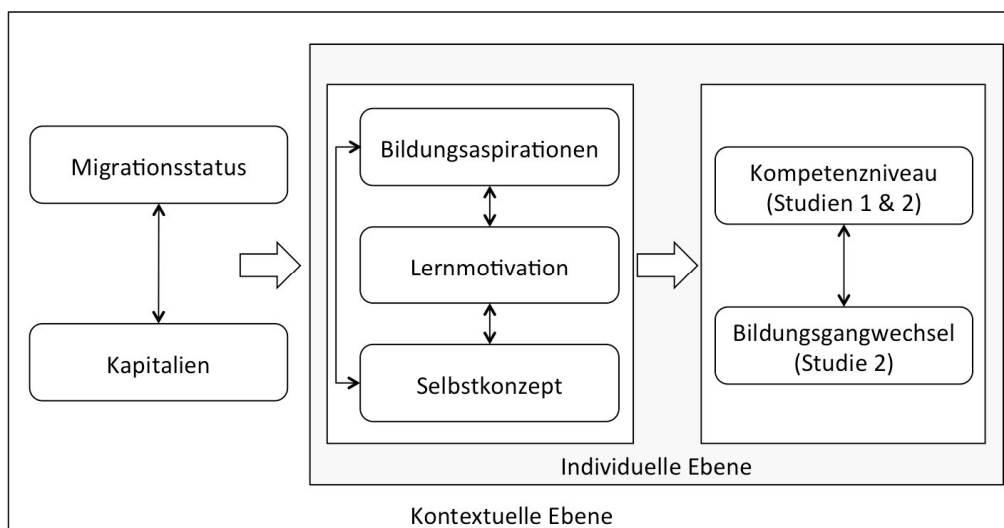 Migrationsstatus
Kapitalien
Bildungsaspirationen
Lernmotivation
Selbstkonzept
Kompetenzniveau
(Studien 1 & 2)
Bildungsgangwechsel
(Studie 2)
Individuelle Ebene
Kontextuelle Ebene